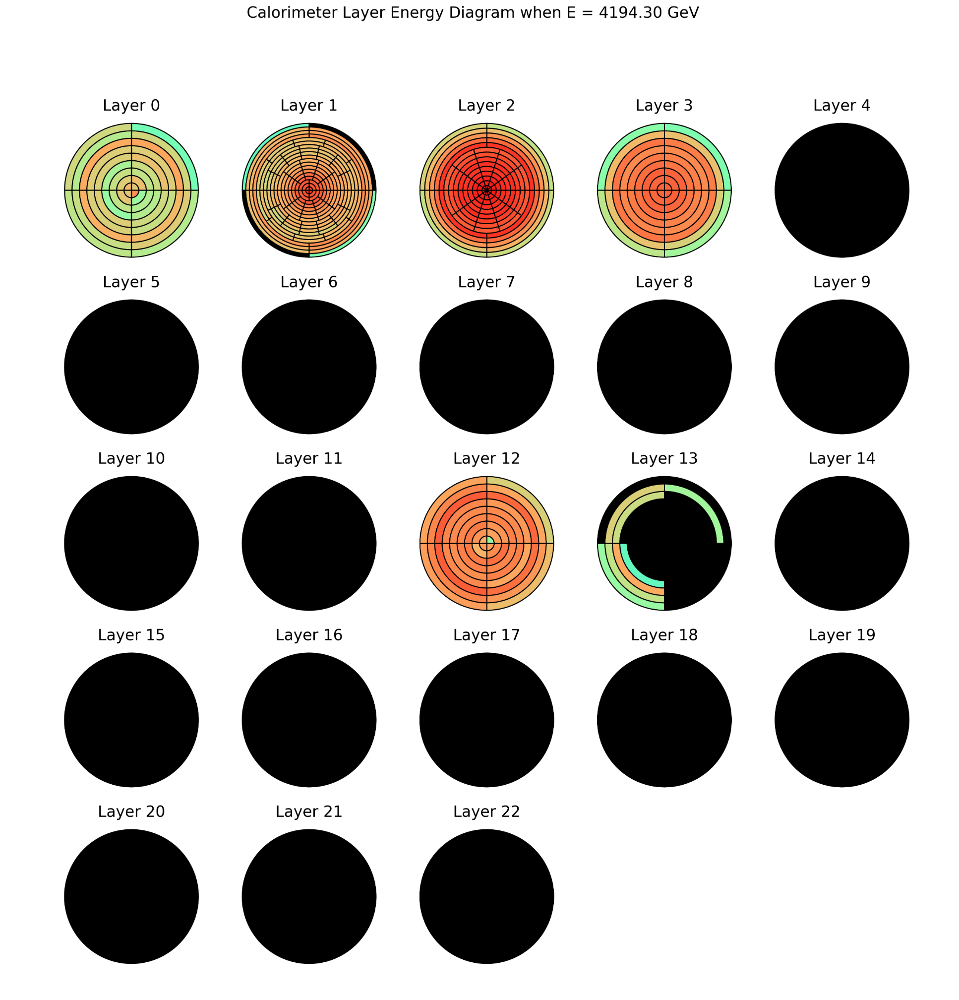 Calorimeter Layer Energy Diagram when E = 4194.30 GeV
Layer 0
Layer 1
Layer 2
Layer 3
Layer 4
Layer 5
Layer 6
Layer 7
Layer 8
Layer 9
Layer 10
Layer 11
Layer 12
Layer 13
Layer 14
Layer 15
Layer 16
Layer 17
Layer 18
Layer 19
Layer 20
Layer 21
Layer 22